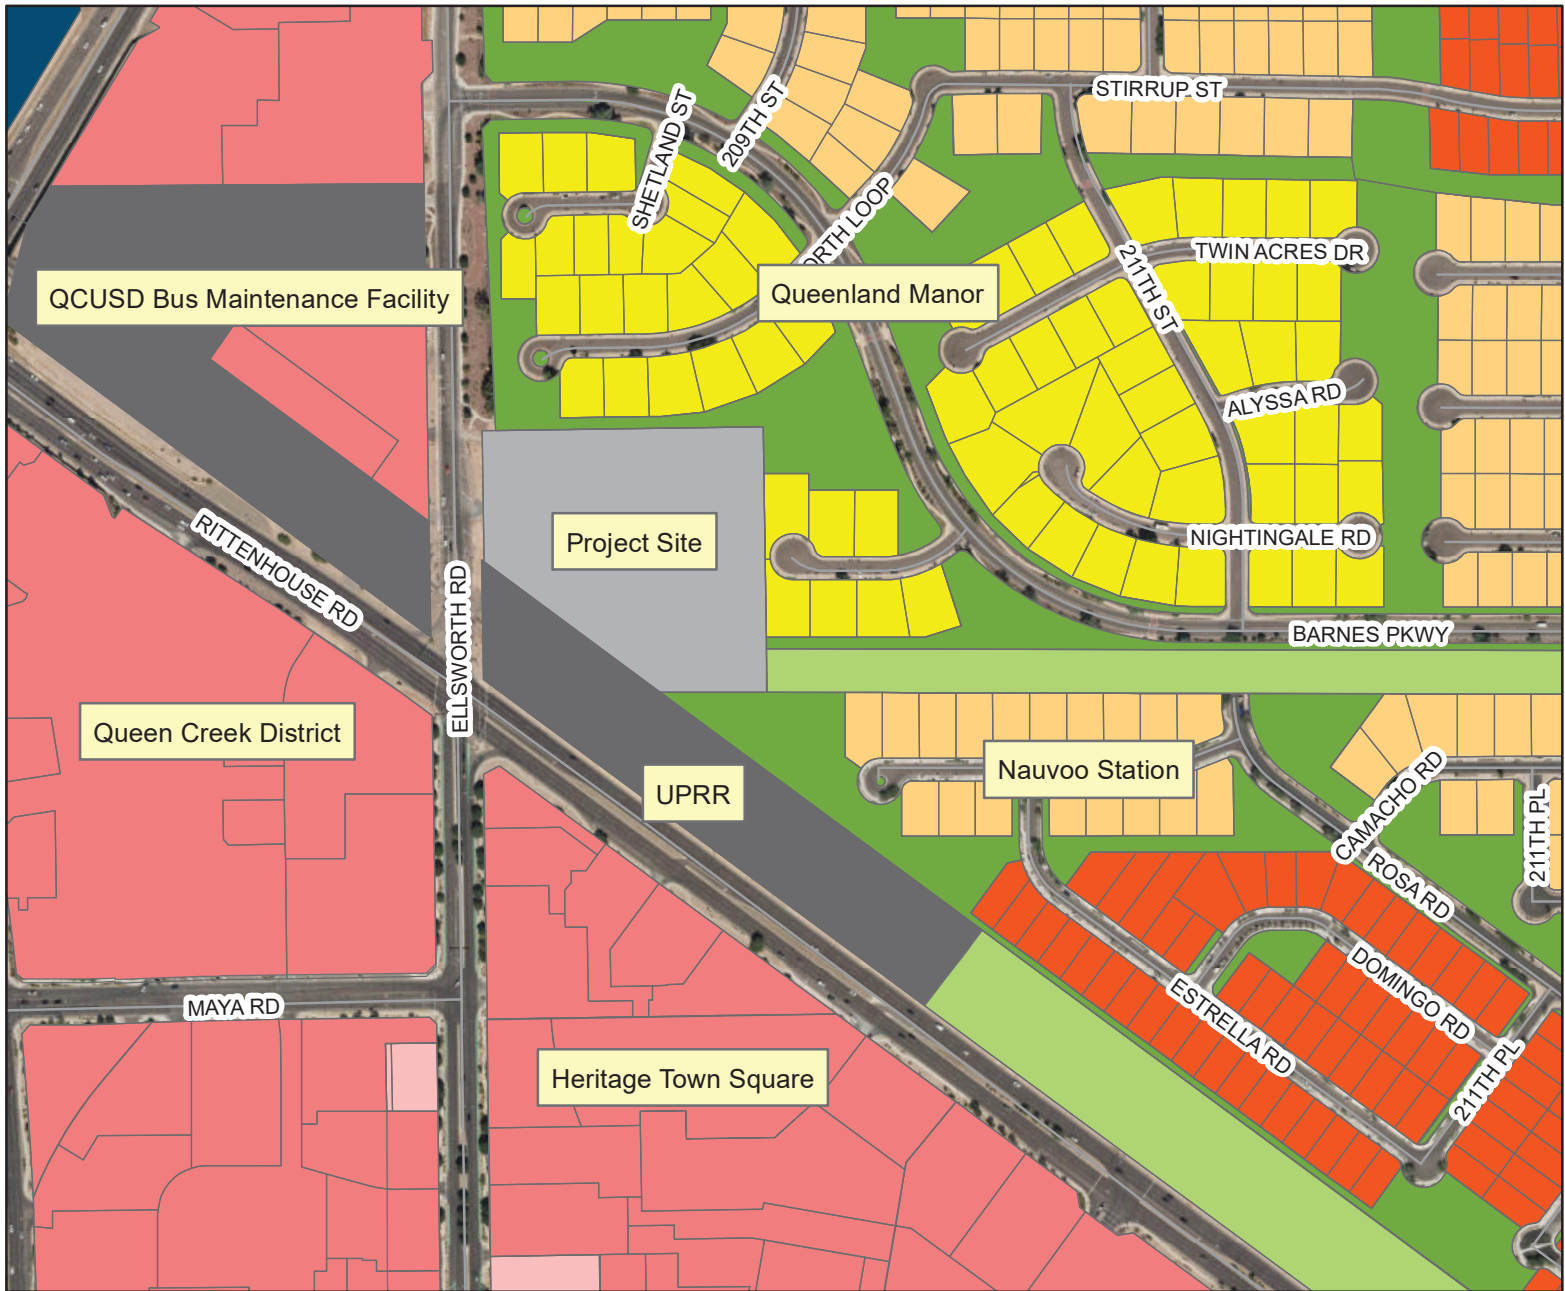 STIRRUP ST
SHETLAND ST
209TH ST
ORTH LOOP
TWIN ACRES DR
211TH ST
QCUSD Bus Maintenance Facility
Queenland Manor
ALYSSA RD
RITTENHOUSE RD
Project Site
NIGHTINGALE RD
ELLSWORTH RD
BARNES PKWY
Queen Creek District
Nauvoo Station
UPRR
CAMACHO RD
211TH PL
ROSA RD
MAYA RD
DOMINGO RD
ESTRELLA RD
Heritage Town Square
211TH PL